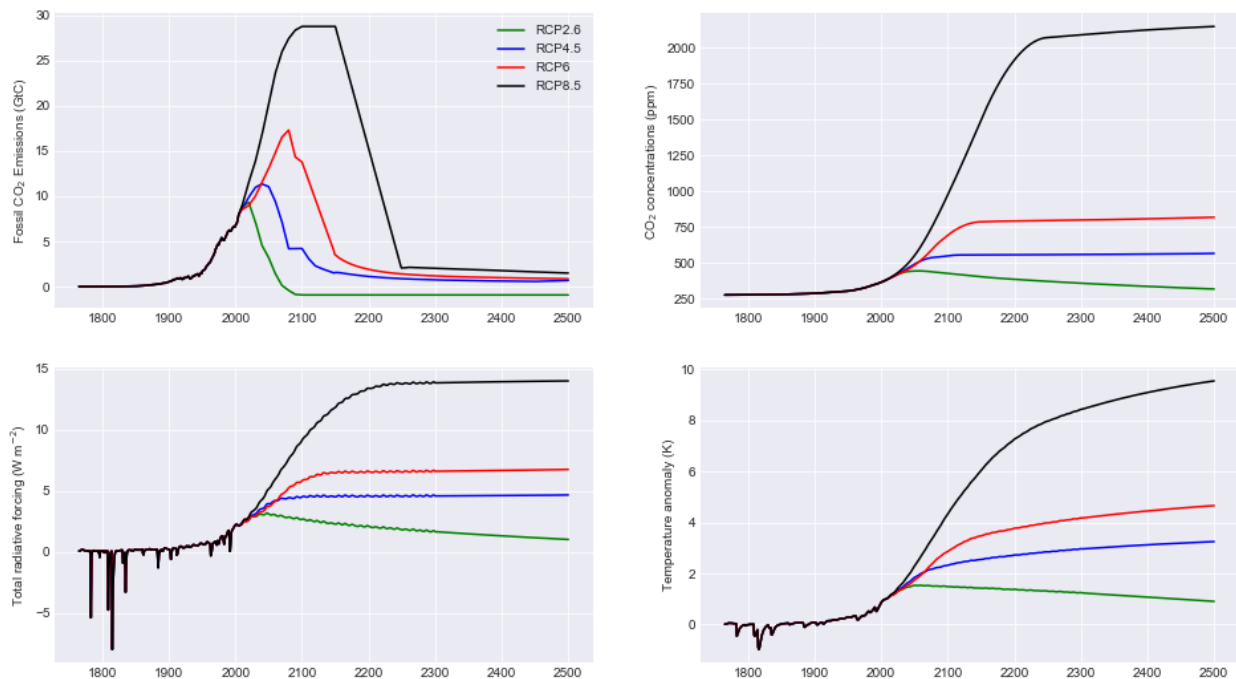 Fossil CO₂ Emissions (GtC)
30
25
20
15
10
5
0
1800 1900 2000 2100 2200 2300 2400 2500
RCP2.6
RCP4.5
RCP6
RCP8.5
CO₂ concentrations (ppm)
2000
1750
1500
1250
1000
750
500
250
1800 1900 2000 2100 2200 2300 2400 2500
Total radiative forcing (W m⁻²)
15
10
5
0
−5
1800 1900 2000 2100 2200 2300 2400 2500
Temperature anomaly (K)
10
8
6
4
2
0
1800 1900 2000 2100 2200 2300 2400 2500